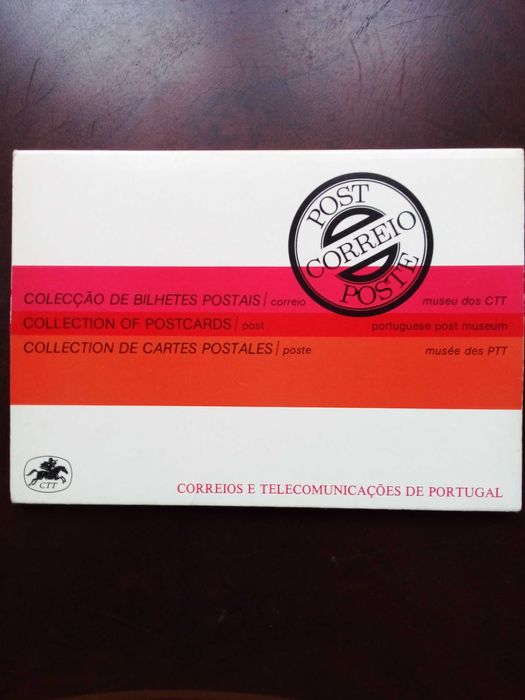 POST
CORREIO
POSTE
COLECÇÃO DE BILHETES POSTAIS / correio museu dos CTT
COLLECTION OF POSTCARDS / post portuguese post museum
COLLECTION DE CARTES POSTALES / poste musée des PTT
CTT
CORREIOS E TELECOMUNICAÇÕES DE PORTUGAL